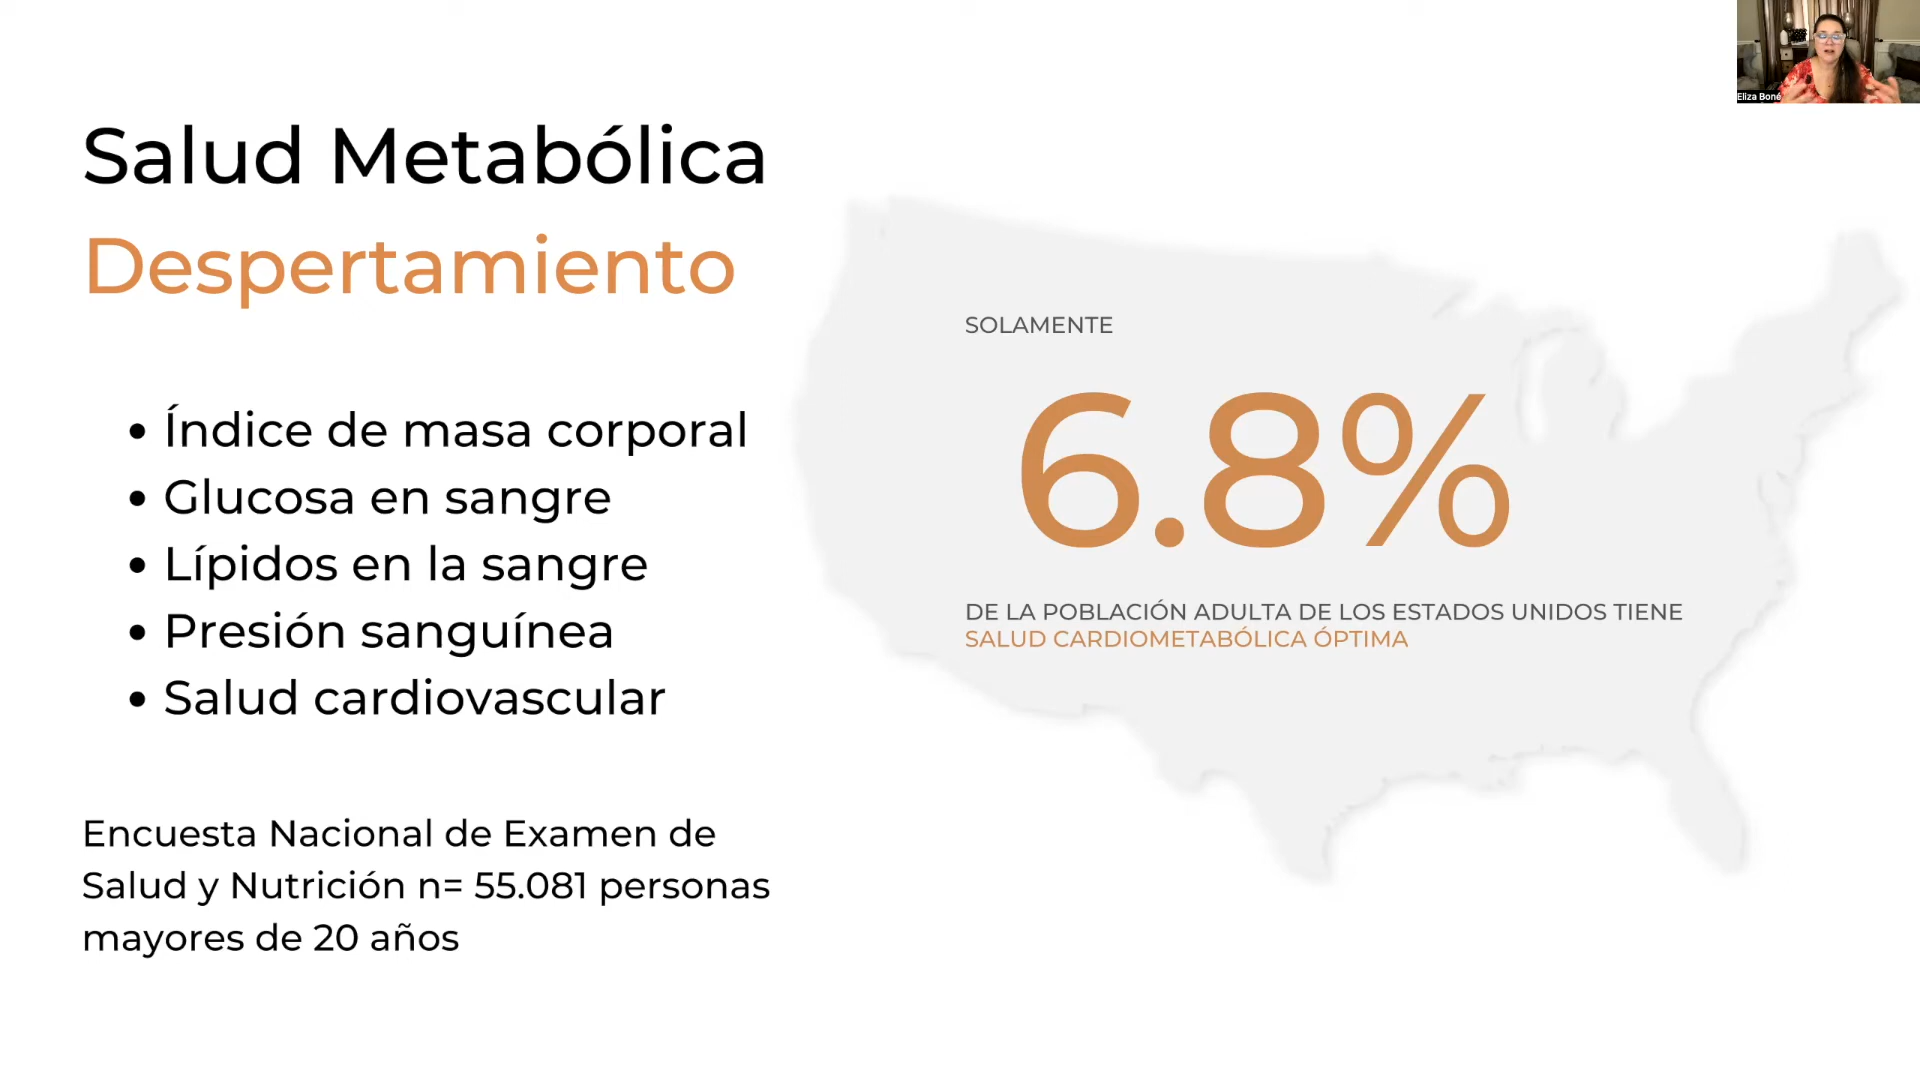 Eliza Boné
Salud Metabólica
Despertamiento
• Índice de masa corporal
• Glucosa en sangre
• Lípidos en la sangre
• Presión sanguínea
• Salud cardiovascular
Encuesta Nacional de Examen de
Salud y Nutrición n= 55.081 personas
mayores de 20 años
SOLAMENTE
6.8%
DE LA POBLACIÓN ADULTA DE LOS ESTADOS UNIDOS TIENE
SALUD CARDIOMETABÓLICA ÓPTIMA